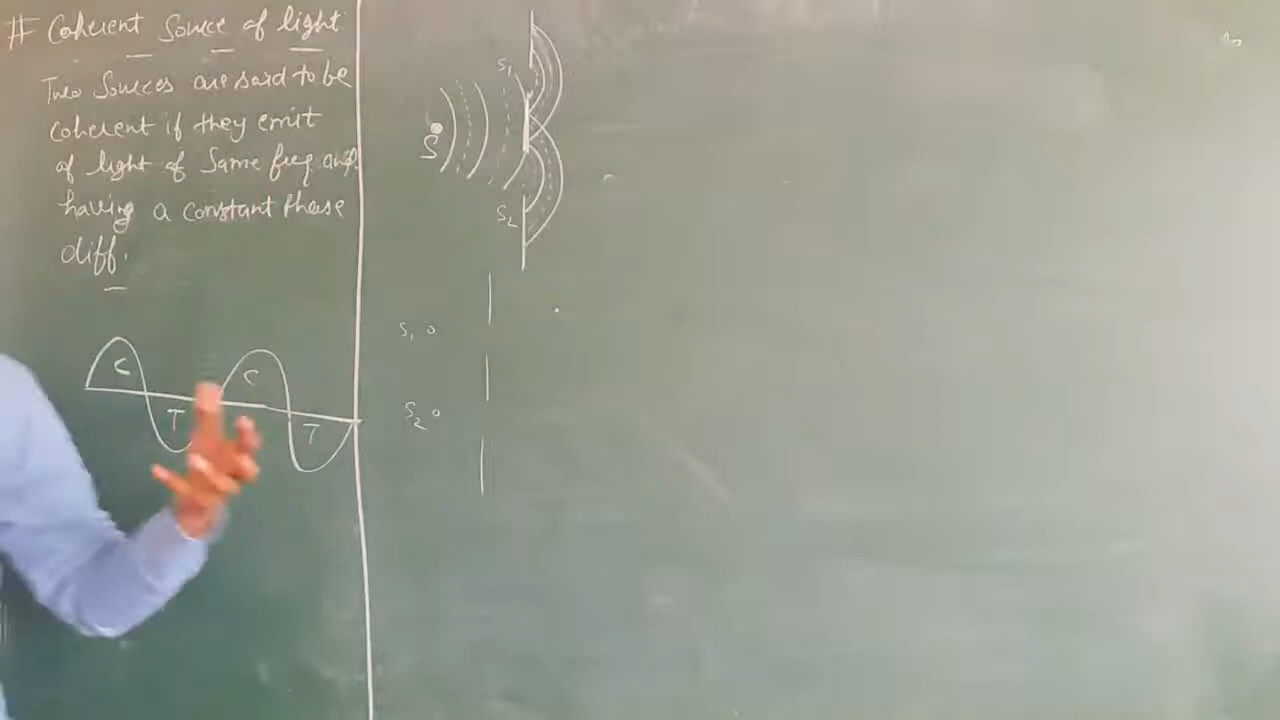 # Coherent Source of light
Two Sources are said to be
coherent if they emit
of light of Same freq and
having a constant phase
diff.
C
C
T
T
S
S1
S2
S1
S2